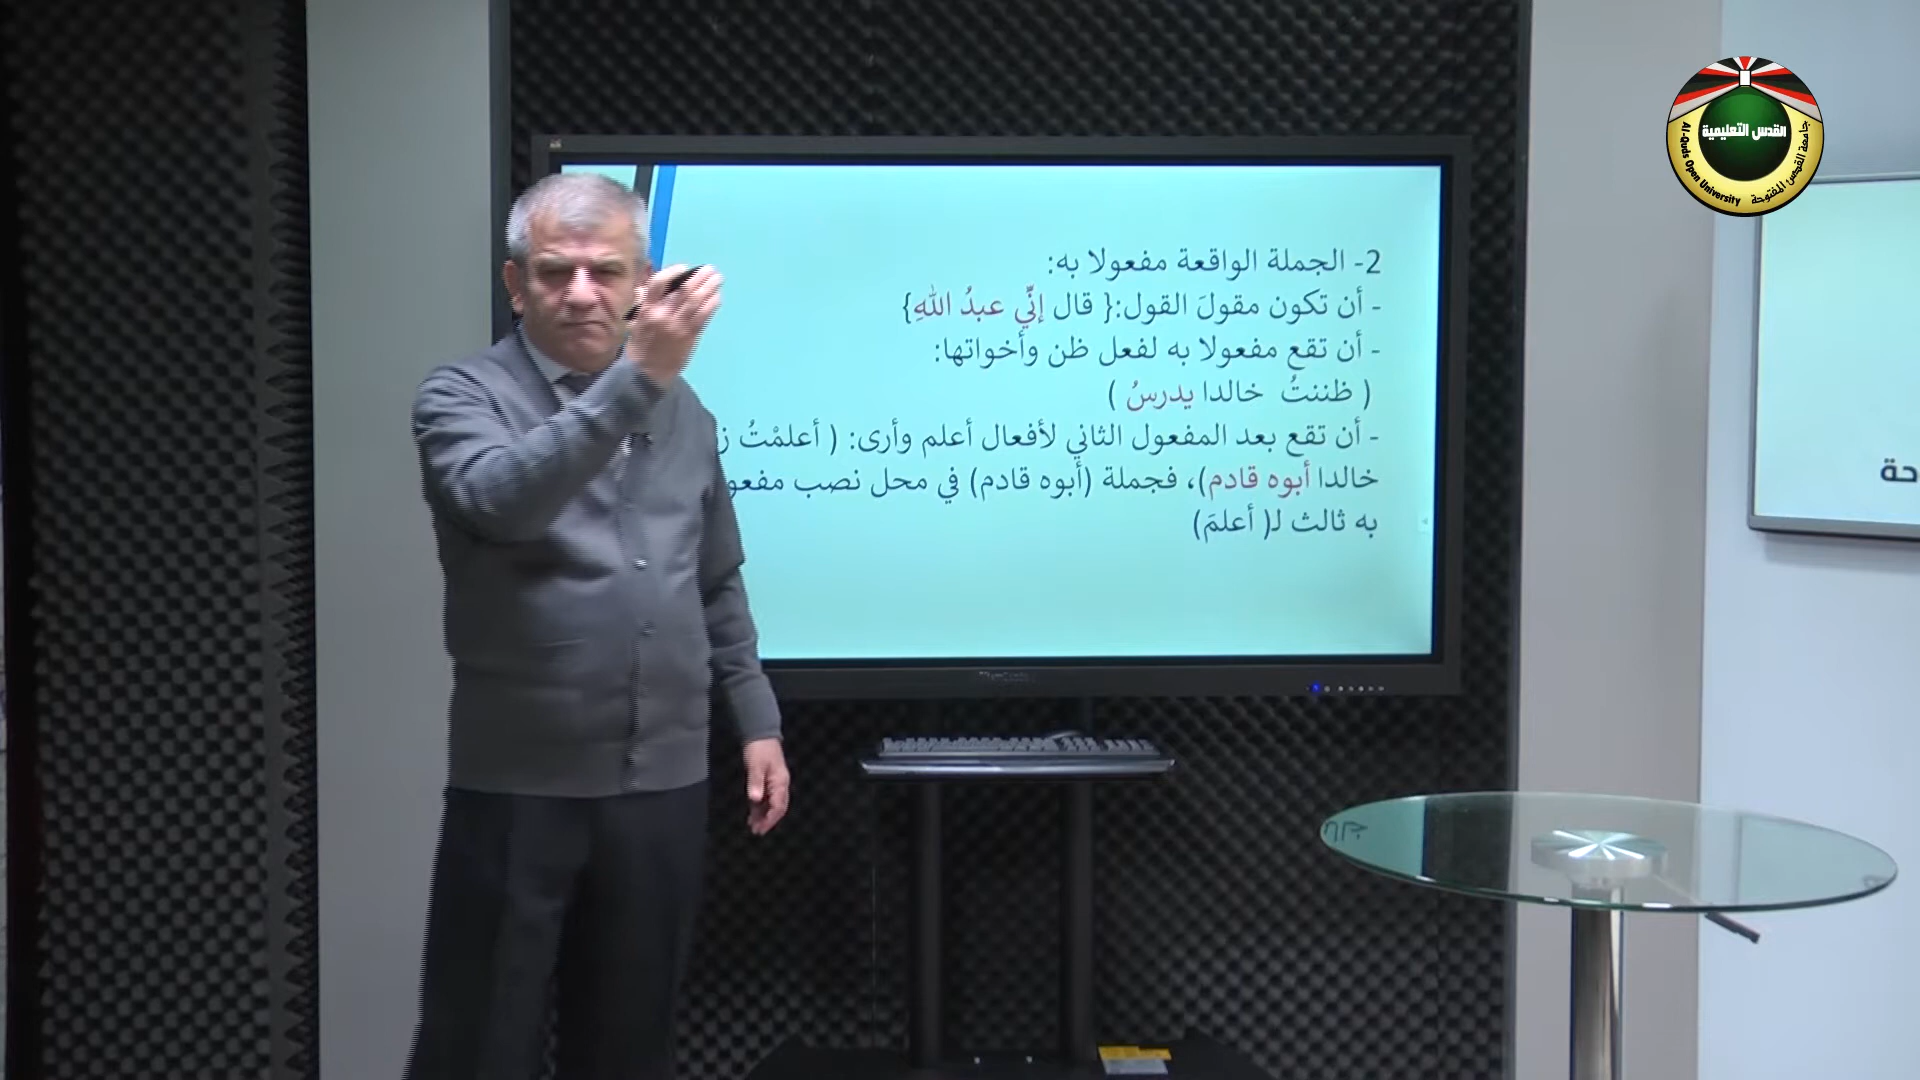 2- الجملة الواقعة مفعولا به:
- أن تكون مقولَ القول:{ قال إنِّي عبدُ اللهِ}
- أن تقع مفعولا به لفعل ظن وأخواتها:
( ظننتُ خالدا يدرسُ )
- أن تقع بعد المفعول الثاني لأفعال أعلم وأرى: ( أعلمْتُ
خالدا أبوه قادم)، فجملة (أبوه قادم) في محل نصب
به ثالث لـ( أعلمَ)
القدس التعليمية
Al-Quds Open University
جامعة القدس المفتوحة